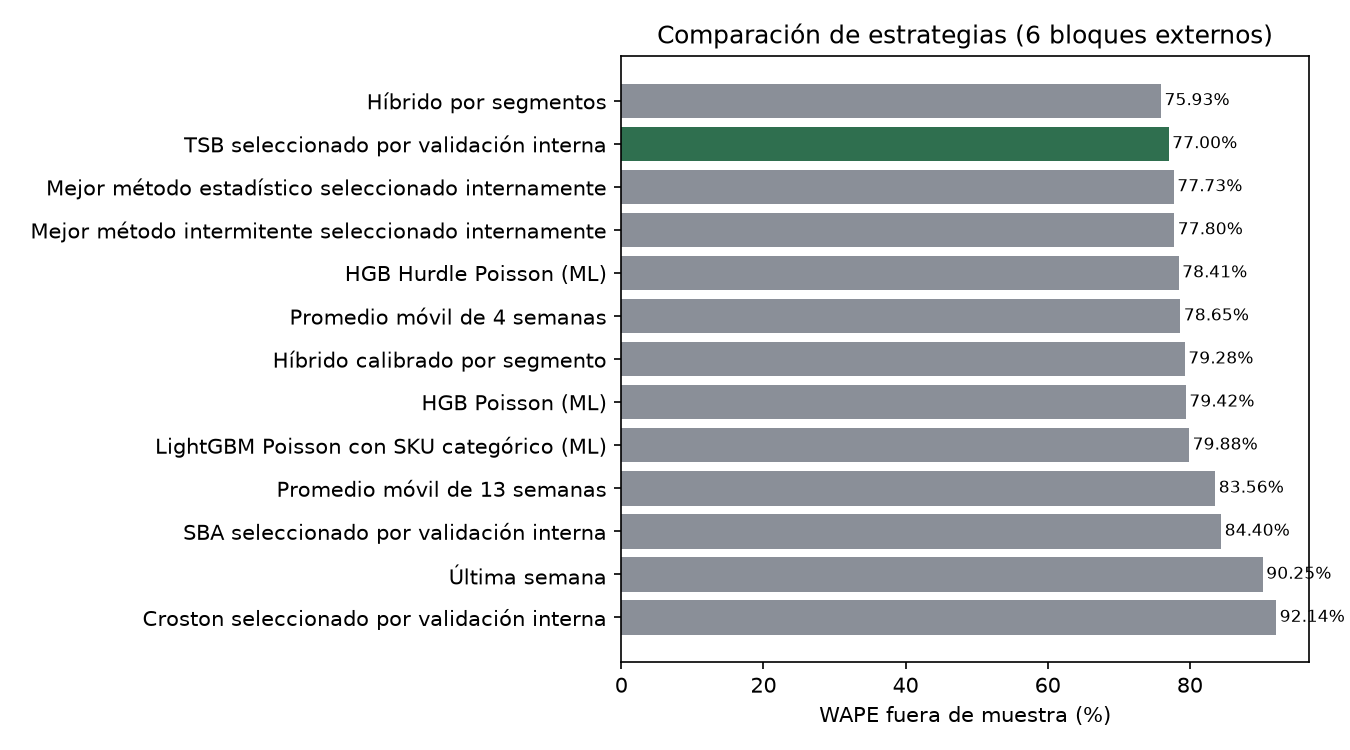 Comparación de estrategias (6 bloques externos)
Híbrido por segmentos 75.93%
TSB seleccionado por validación interna 77.00%
Mejor método estadístico seleccionado internamente 77.73%
Mejor método intermitente seleccionado internamente 77.80%
HGB Hurdle Poisson (ML) 78.41%
Promedio móvil de 4 semanas 78.65%
Híbrido calibrado por segmento 79.28%
HGB Poisson (ML) 79.42%
LightGBM Poisson con SKU categórico (ML) 79.88%
Promedio móvil de 13 semanas 83.56%
SBA seleccionado por validación interna 84.40%
Última semana 90.25%
Croston seleccionado por validación interna 92.14%
0 20 40 60 80
WAPE fuera de muestra (%)